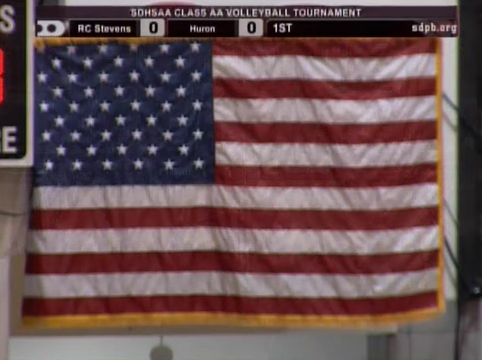 SDHSAA CLASS AA VOLLEYBALL TOURNAMENT
RC Stevens 0 Huron 0 1ST sdpb.org
S
E